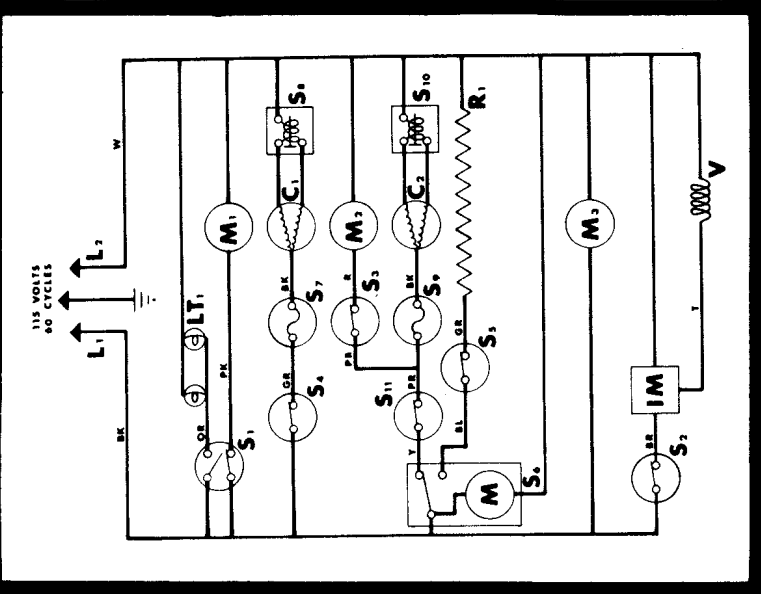 115 VOLTS
60 CYCLES
L1
L2
BK
W
LT1
OR
S1
PK
M1
S8
C1
BK
S7
GR
S4
M2
R
S3
PR
S10
C2
BK
S9
PR
S11
Y
R1
GR
S5
BL
M
S6
M3
IM
BR
S2
Y
V